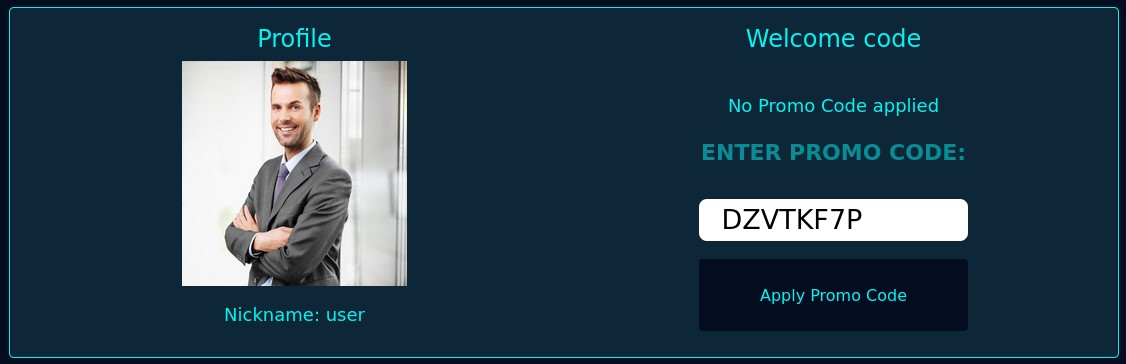 Profile
Nickname: user
Welcome code
No Promo Code applied
ENTER PROMO CODE:
DZVTKF7P
Apply Promo Code